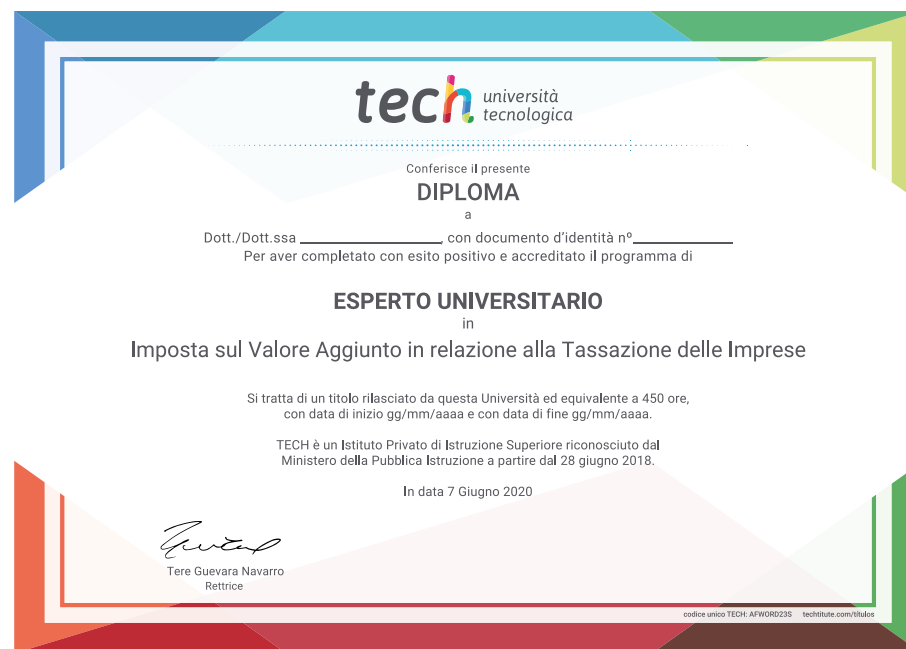 tech università
tecnologica
Conferisce il presente
DIPLOMA
a
Dott./Dott.ssa ____________________, con documento d'identità nº______________
Per aver completato con esito positivo e accreditato il programma di
ESPERTO UNIVERSITARIO
in
Imposta sul Valore Aggiunto in relazione alla Tassazione delle Imprese
Si tratta di un titolo rilasciato da questa Università ed equivalente a 450 ore,
con data di inizio gg/mm/aaaa e con data di fine gg/mm/aaaa.
TECH è un Istituto Privato di Istruzione Superiore riconosciuto dal
Ministero della Pubblica Istruzione a partire dal 28 giugno 2018.
In data 7 Giugno 2020
Tere Guevara Navarro
Rettrice
codice unico TECH: AFWORD23S techtitute.com/titulos